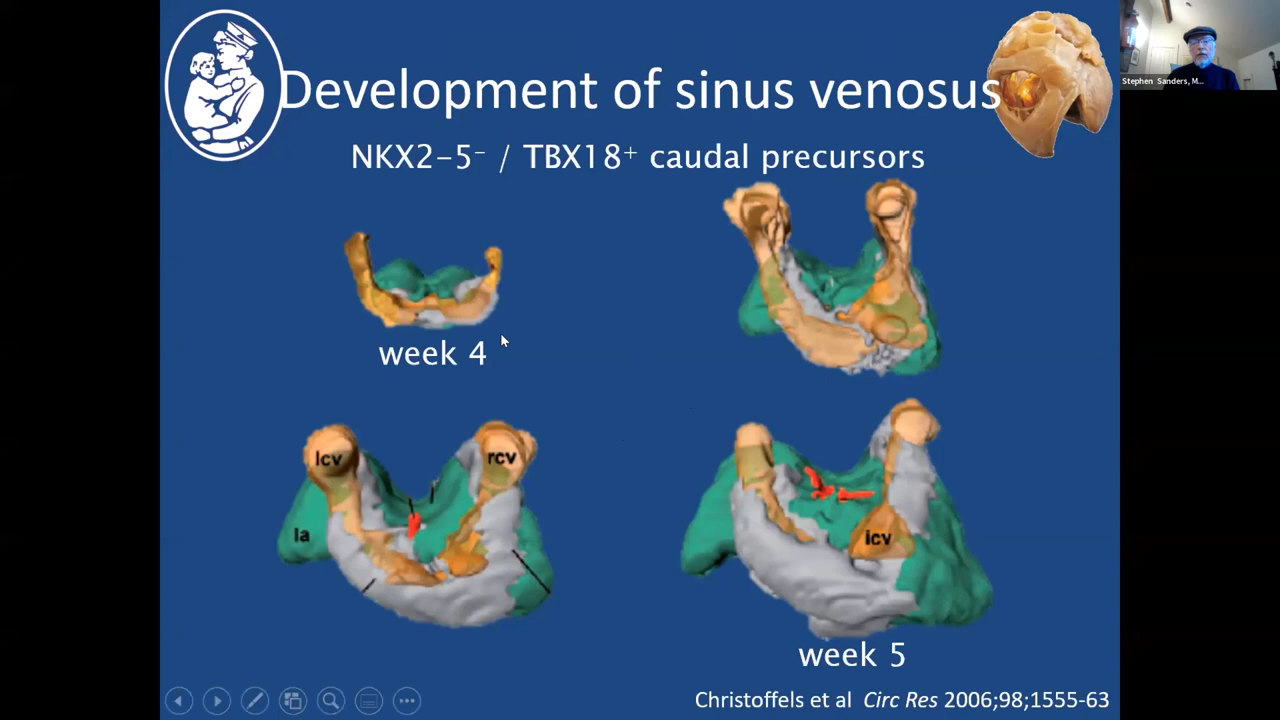 Development of sinus venosus
NKX2-5⁻ / TBX18⁺ caudal precursors
Stephen Sanders, M...
week 4
lcv
rcv
la
icv
week 5
Christoffels et al Circ Res 2006;98;1555-63